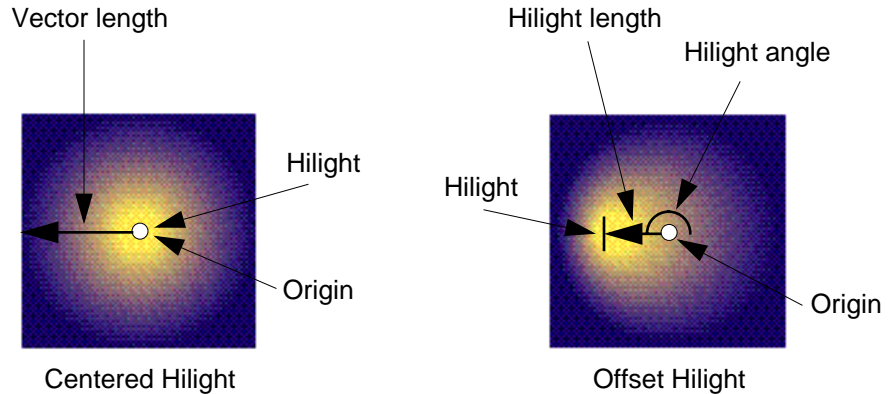 Vector length
Hilight
Origin
Centered Hilight
Hilight length
Hilight angle
Hilight
Origin
Offset Hilight